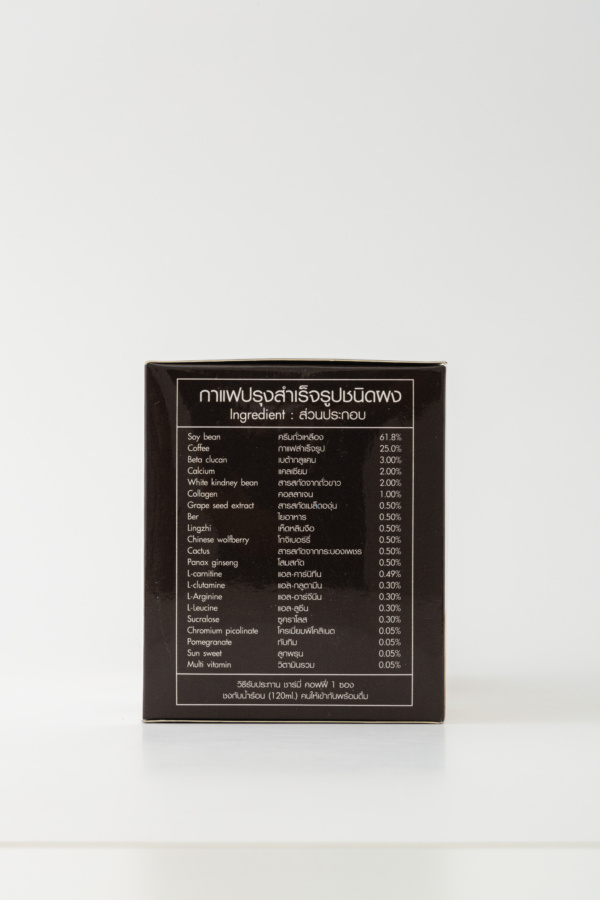 กาแฟปรุงสำเร็จรูปชนิดผง
Ingredient : ส่วนประกอบ
Soy bean ครีมถั่วเหลือง 61.8%
Coffee กาแฟสำเร็จรูป 25.0%
Beta clucan เบต้ากลูแคน 3.00%
Calcium แคลเซียม 2.00%
White kindney bean สารสกัดจากถั่วขาว 2.00%
Collagen คอลลาเจน 1.00%
Grape seed extract สารสกัดเมล็ดองุ่น 0.50%
Ber ใยอาหาร 0.50%
Lingzhi เห็ดหลินจือ 0.50%
Chinese wolfberry โกจิเบอร์รี่ 0.50%
Cactus สารสกัดจากกระบองเพชร 0.50%
Panax ginseng โสมสกัด 0.50%
L-carnitine แอล-คาร์นิทีน 0.49%
L-clutamine แอล-กลูตามีน 0.30%
L-Arginine แอล-อาร์จีนีน 0.30%
L-Leucine แอล-ลูซีน 0.30%
Sucralose ซูคราโลส 0.30%
Chromium picolinate โครเมียมพิโคลิเนต 0.05%
Pomegranate ทับทิม 0.05%
Sun sweet ลูกพรุน 0.05%
Multi vitamin วิตามินรวม 0.05%
วิธีรับประทาน ชาร์มี่ คอฟฟี่ 1 ซอง
ชงกับน้ำร้อน (120ml.) คนให้เข้ากันพร้อมดื่ม